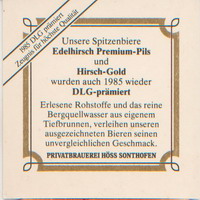 1985 DLG prämiert
Zeugnis für höchste Qualität
Unsere Spitzenbiere
Edelhirsch Premium-Pils
und
Hirsch-Gold
wurden auch 1985 wieder
DLG-prämiert
Erlesene Rohstoffe und das reine
Bergquellwasser aus eigenem
Tiefbrunnen, verleihen unseren
ausgezeichneten Bieren seinen
unvergleichlichen Geschmack.
PRIVATBRAUEREI HÖSS SONTHOFEN